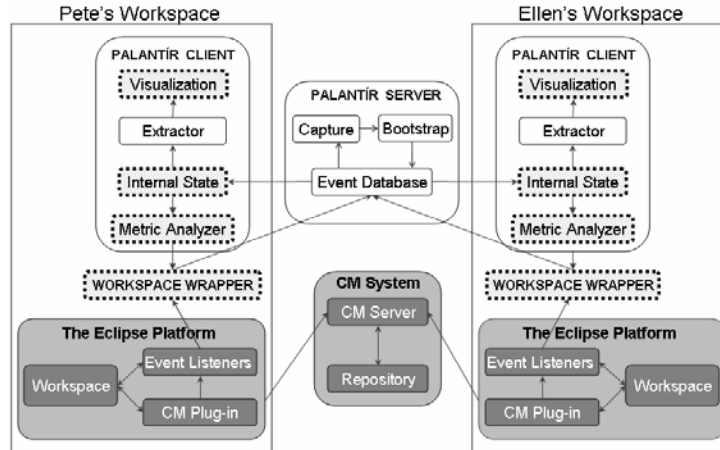 Pete's Workspace
Ellen's Workspace
PALANTÍR CLIENT
Visualization
Extractor
Internal State
Metric Analyzer
WORKSPACE WRAPPER
The Eclipse Platform
Event Listeners
Workspace
CM Plug-in
PALANTÍR SERVER
Capture
Bootstrap
Event Database
CM System
CM Server
Repository
PALANTÍR CLIENT
Visualization
Extractor
Internal State
Metric Analyzer
WORKSPACE WRAPPER
The Eclipse Platform
Event Listeners
Workspace
CM Plug-in